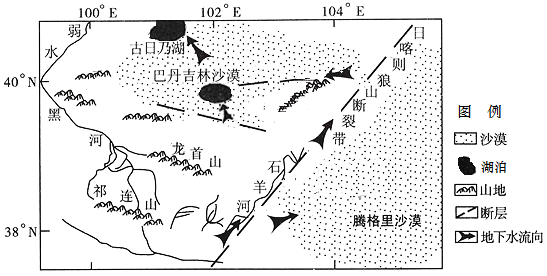 100°E
102°E
104°E
40°N
38°N
弱水
黑河
古日乃湖
巴丹吉林沙漠
日喀则狼山断裂带
龙首山
祁连山
石羊河
腾格里沙漠
图 例
沙漠
湖泊
山地
断层
地下水流向